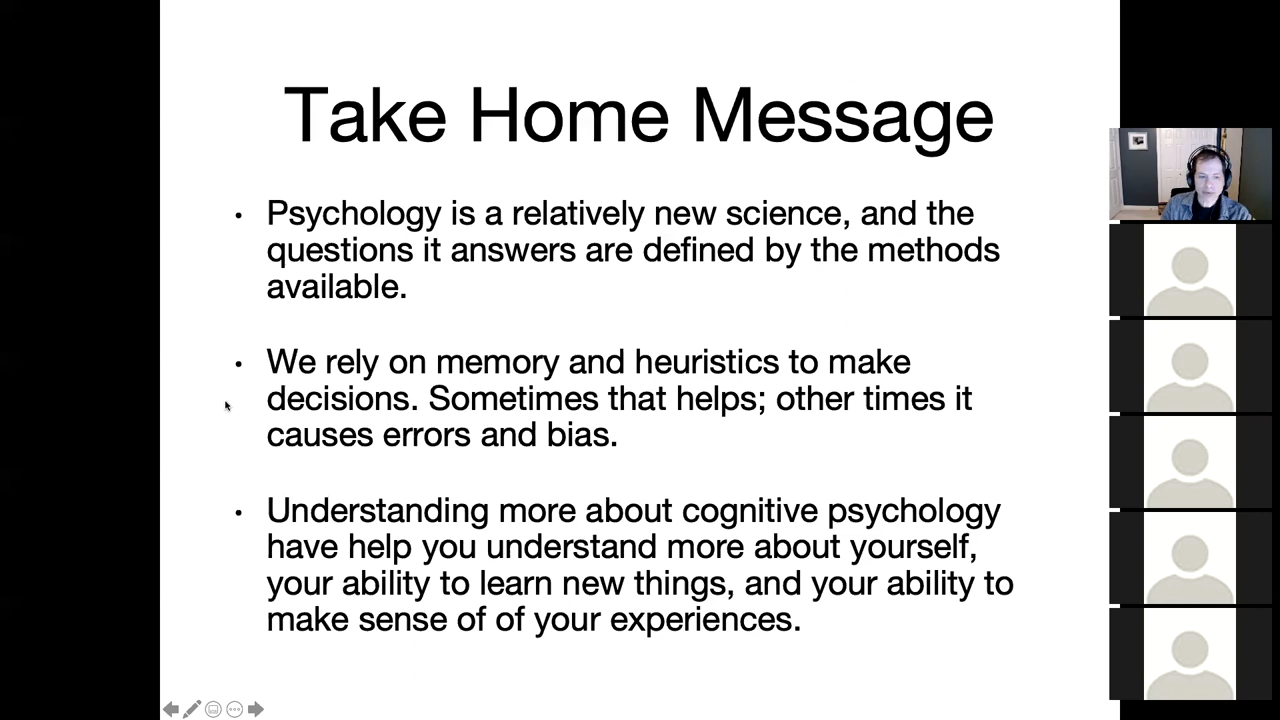 Take Home Message
• Psychology is a relatively new science, and the
questions it answers are defined by the methods
available.
• We rely on memory and heuristics to make
decisions. Sometimes that helps; other times it
causes errors and bias.
• Understanding more about cognitive psychology
have help you understand more about yourself,
your ability to learn new things, and your ability to
make sense of of your experiences.